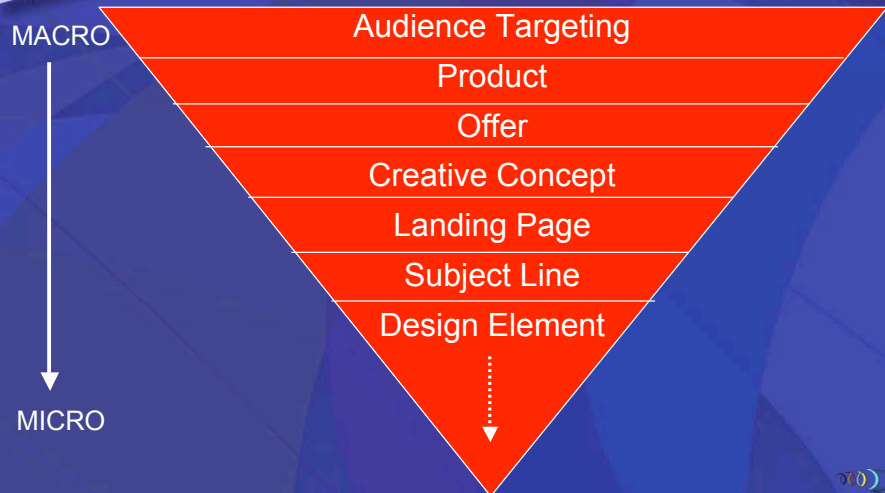 MACRO
Audience Targeting
Product
Offer
Creative Concept
Landing Page
Subject Line
Design Element
MICRO